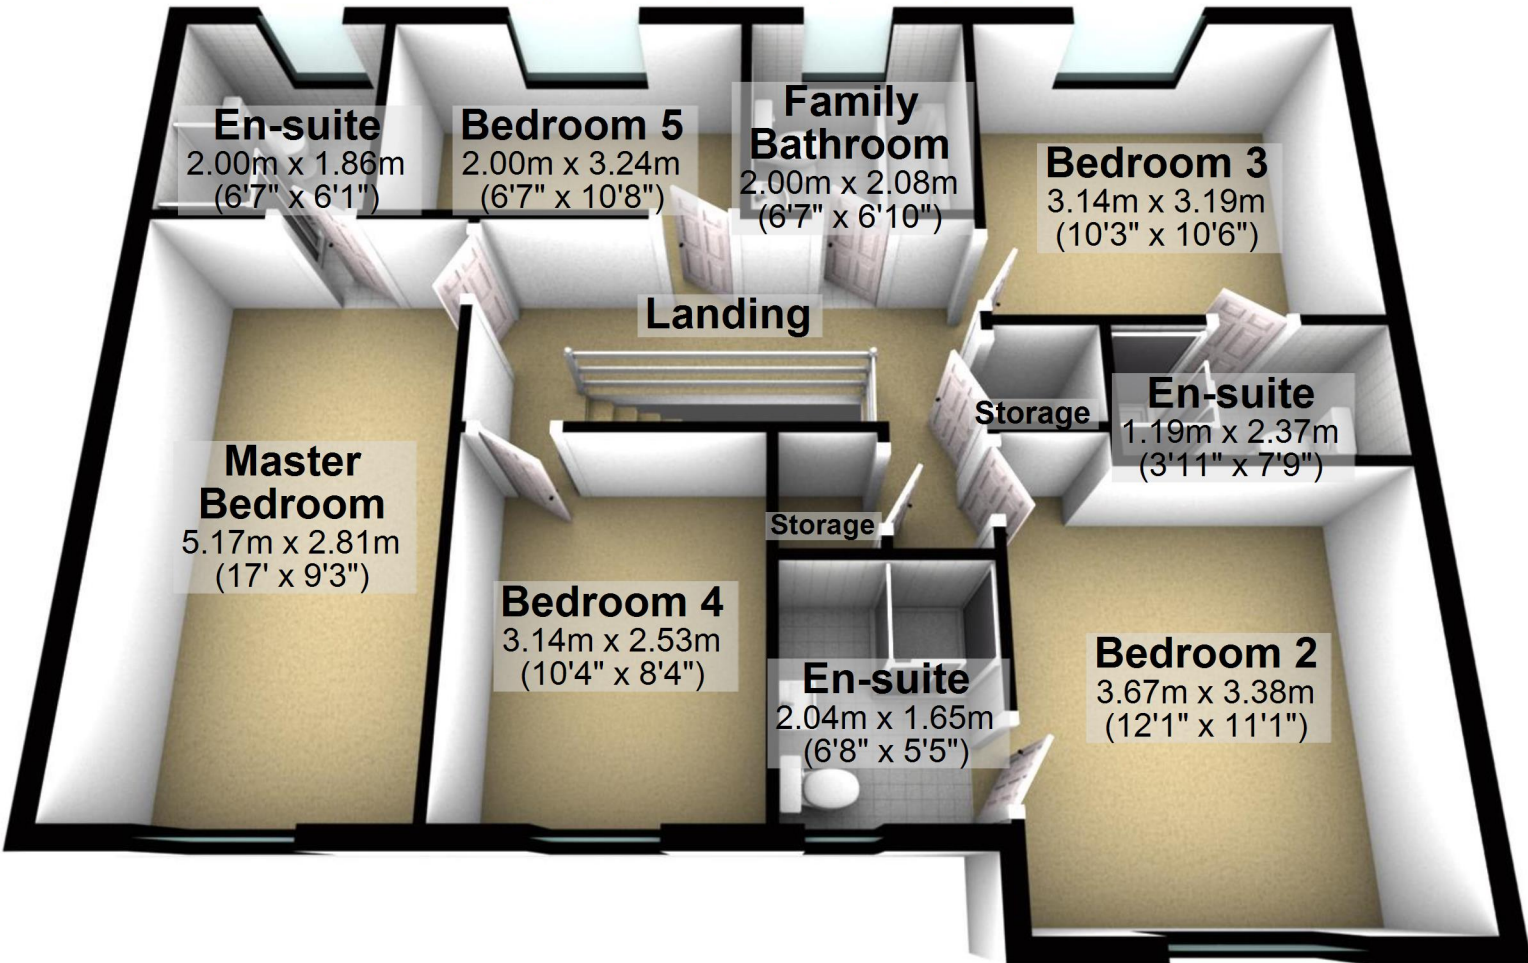 En-suite
2.00m x 1.86m
(6'7" x 6'1")
Bedroom 5
2.00m x 3.24m
(6'7" x 10'8")
Family
Bathroom
2.00m x 2.08m
(6'7" x 6'10")
Bedroom 3
3.14m x 3.19m
(10'3" x 10'6")
Landing
Storage
En-suite
1.19m x 2.37m
(3'11" x 7'9")
Master
Bedroom
5.17m x 2.81m
(17' x 9'3")
Storage
Bedroom 4
3.14m x 2.53m
(10'4" x 8'4")
En-suite
2.04m x 1.65m
(6'8" x 5'5")
Bedroom 2
3.67m x 3.38m
(12'1" x 11'1")